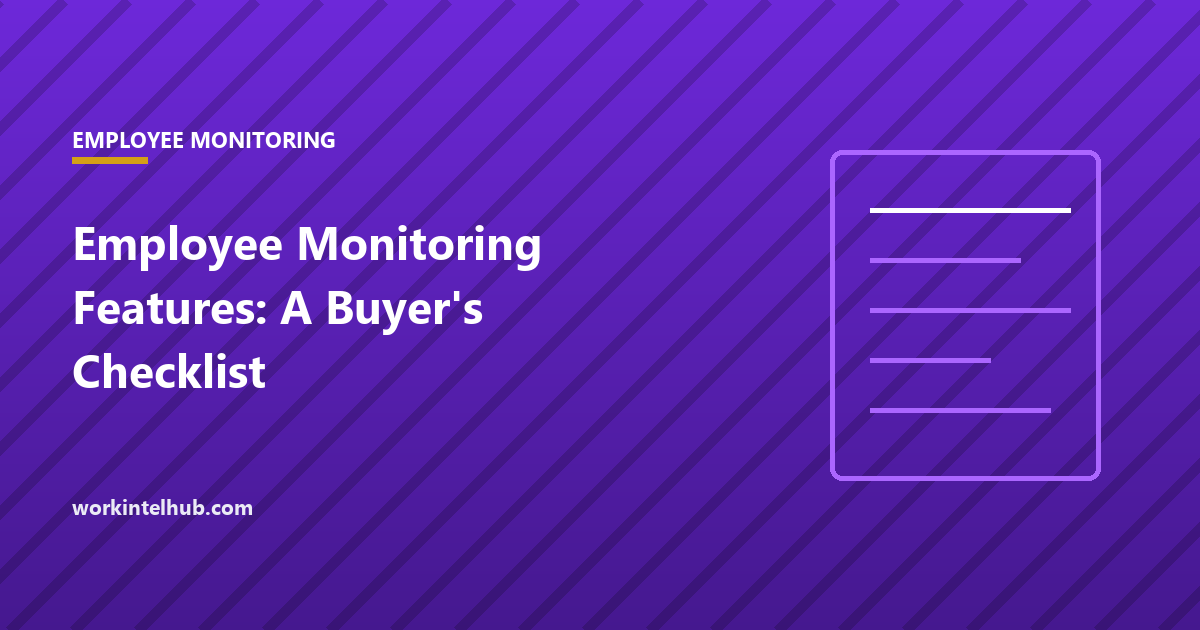 EMPLOYEE MONITORING
Employee Monitoring
Features: A Buyer's
Checklist
workintelhub.com